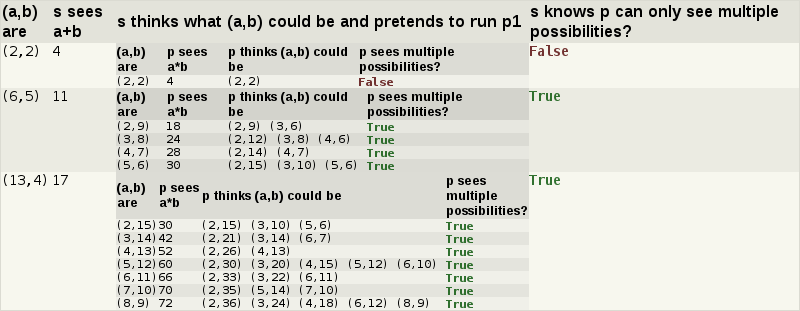 (a,b) are s sees a+b s thinks what (a,b) could be and pretends to run p1 s knows p can only see multiple possibilities?
(2,2) 4 False
(a,b) are p sees a*b p thinks (a,b) could be p sees multiple possibilities?
(2,2) 4 (2,2) False
(6,5) 11 True
(a,b) are p sees a*b p thinks (a,b) could be p sees multiple possibilities?
(2,9) 18 (2,9) (3,6) True
(3,8) 24 (2,12) (3,8) (4,6) True
(4,7) 28 (2,14) (4,7) True
(5,6) 30 (2,15) (3,10) (5,6) True
(13,4) 17 True
(a,b) are p sees a*b p thinks (a,b) could be p sees multiple possibilities?
(2,15) 30 (2,15) (3,10) (5,6) True
(3,14) 42 (2,21) (3,14) (6,7) True
(4,13) 52 (2,26) (4,13) True
(5,12) 60 (2,30) (3,20) (4,15) (5,12) (6,10) True
(6,11) 66 (2,33) (3,22) (6,11) True
(7,10) 70 (2,35) (5,14) (7,10) True
(8,9) 72 (2,36) (3,24) (4,18) (6,12) (8,9) True